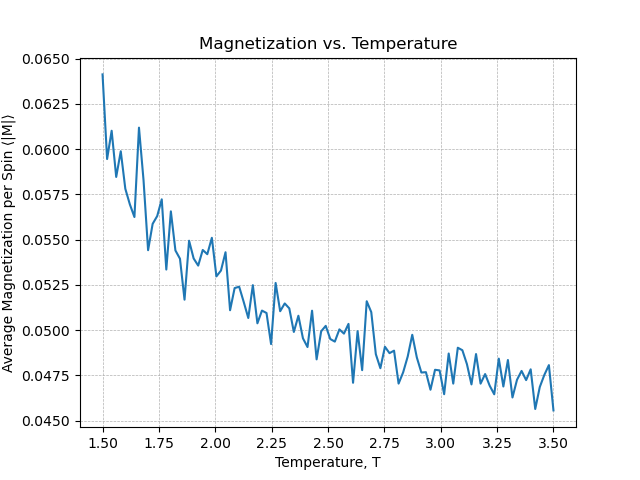 Magnetization vs. Temperature
Average Magnetization per Spin ⟨|M|⟩
0.0650
0.0625
0.0600
0.0575
0.0550
0.0525
0.0500
0.0475
0.0450
1.50 1.75 2.00 2.25 2.50 2.75 3.00 3.25 3.50
Temperature, T